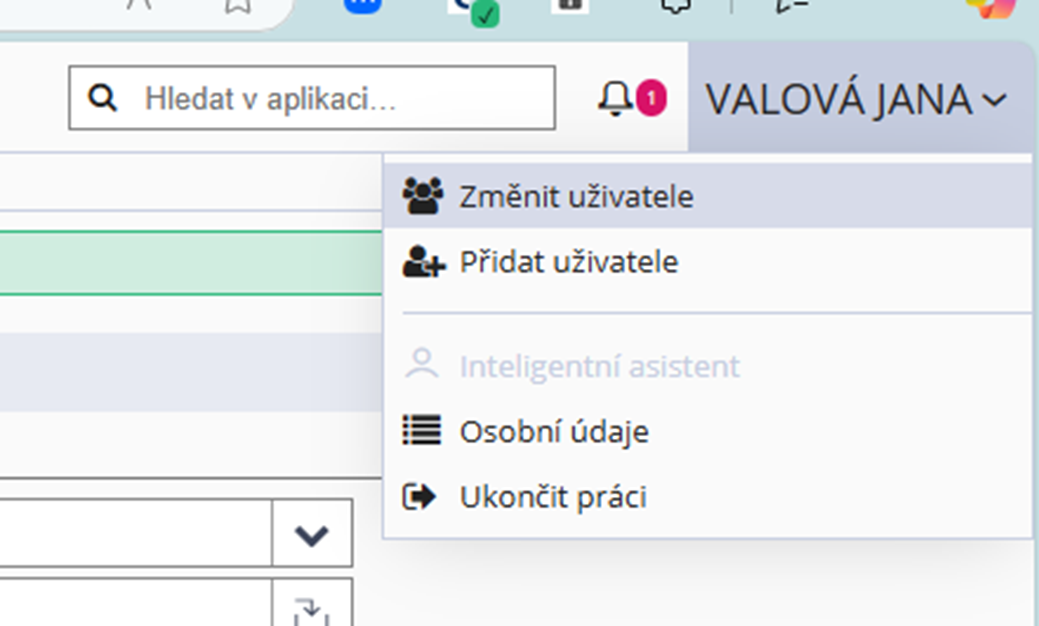 Hledat v aplikaci...
1
VALOVÁ JANA
Změnit uživatele
Přidat uživatele
Inteligentní asistent
Osobní údaje
Ukončit práci